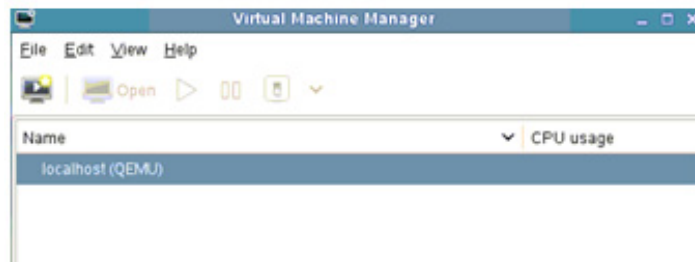 Virtual Machine Manager
File Edit View Help
Open
Name CPU usage
localhost (QEMU)